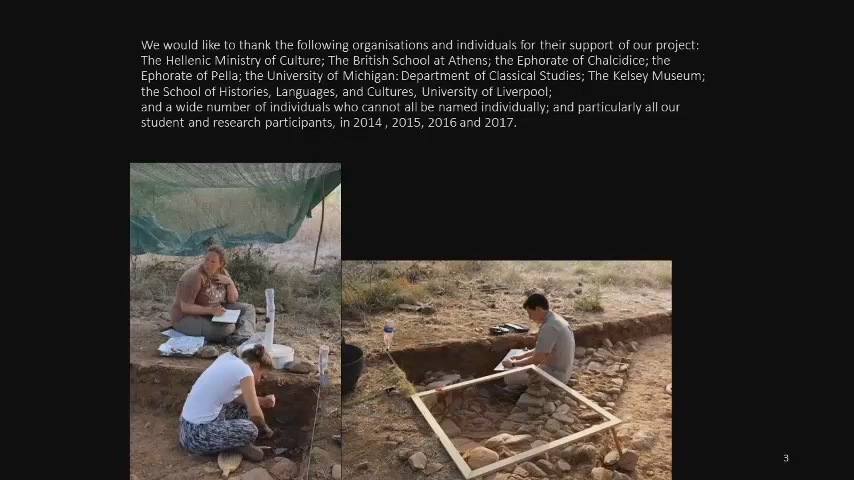 We would like to thank the following organisations and individuals for their support of our project:
The Hellenic Ministry of Culture; The British School at Athens; the Ephorate of Chalcidice; the
Ephorate of Pella; the University of Michigan: Department of Classical Studies; The Kelsey Museum;
the School of Histories, Languages, and Cultures, University of Liverpool;
and a wide number of individuals who cannot all be named individually; and particularly all our
student and research participants, in 2014 , 2015, 2016 and 2017.
3